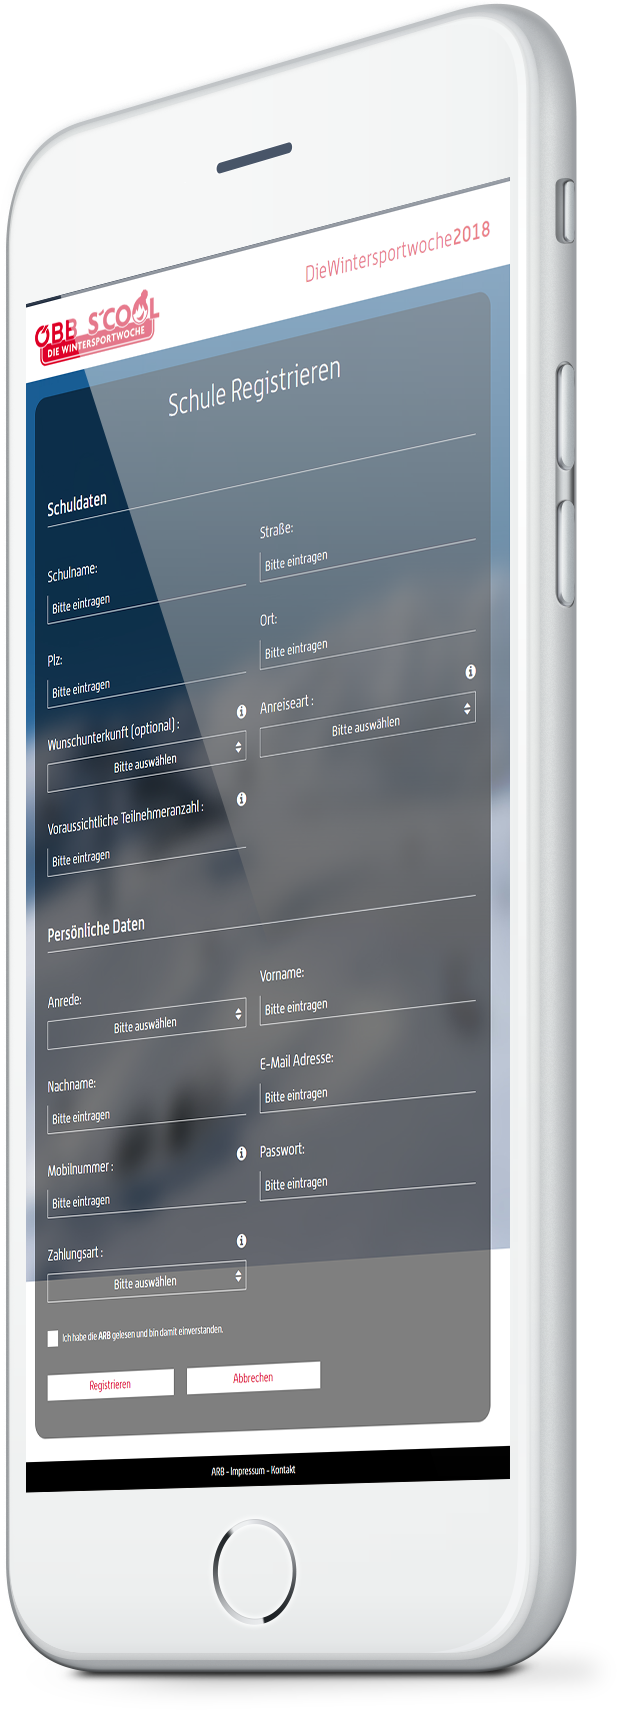 DieWintersportwoche2018
ÖBB S'COOL
DIE WINTERSPORTWOCHE
Schule Registrieren
Schuldaten
Schulname:
Bitte eintragen
Straße:
Bitte eintragen
Plz:
Bitte eintragen
Ort:
Bitte eintragen
Wunschunterkunft (optional) :
Bitte auswählen
Anreiseart :
Bitte auswählen
Voraussichtliche Teilnehmeranzahl :
Bitte eintragen
Persönliche Daten
Anrede:
Bitte auswählen
Vorname:
Bitte eintragen
Nachname:
Bitte eintragen
E-Mail Adresse:
Bitte eintragen
Mobilnummer :
Bitte eintragen
Passwort:
Bitte eintragen
Zahlungsart :
Bitte auswählen
Ich habe die ARB gelesen und bin damit einverstanden.
Registrieren
Abbrechen
ARB - Impressum - Kontakt